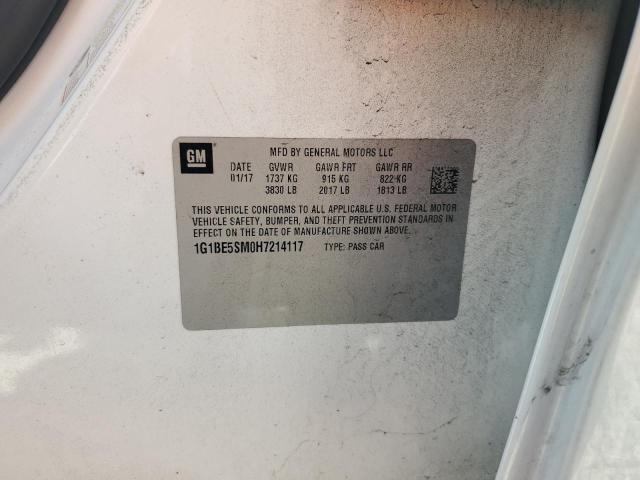 GM
MFD BY GENERAL MOTORS LLC
DATE GVWR GAWR FRT GAWR RR
01/17 1737 KG 915 KG 822 KG
3830 LB 2017 LB 1813 LB
THIS VEHICLE CONFORMS TO ALL APPLICABLE U.S. FEDERAL MOTOR
VEHICLE SAFETY, BUMPER, AND THEFT PREVENTION STANDARDS IN
EFFECT ON THE DATE OF MANUFACTURE SHOWN ABOVE.
1G1BE5SM0H7214117 TYPE: PASS CAR